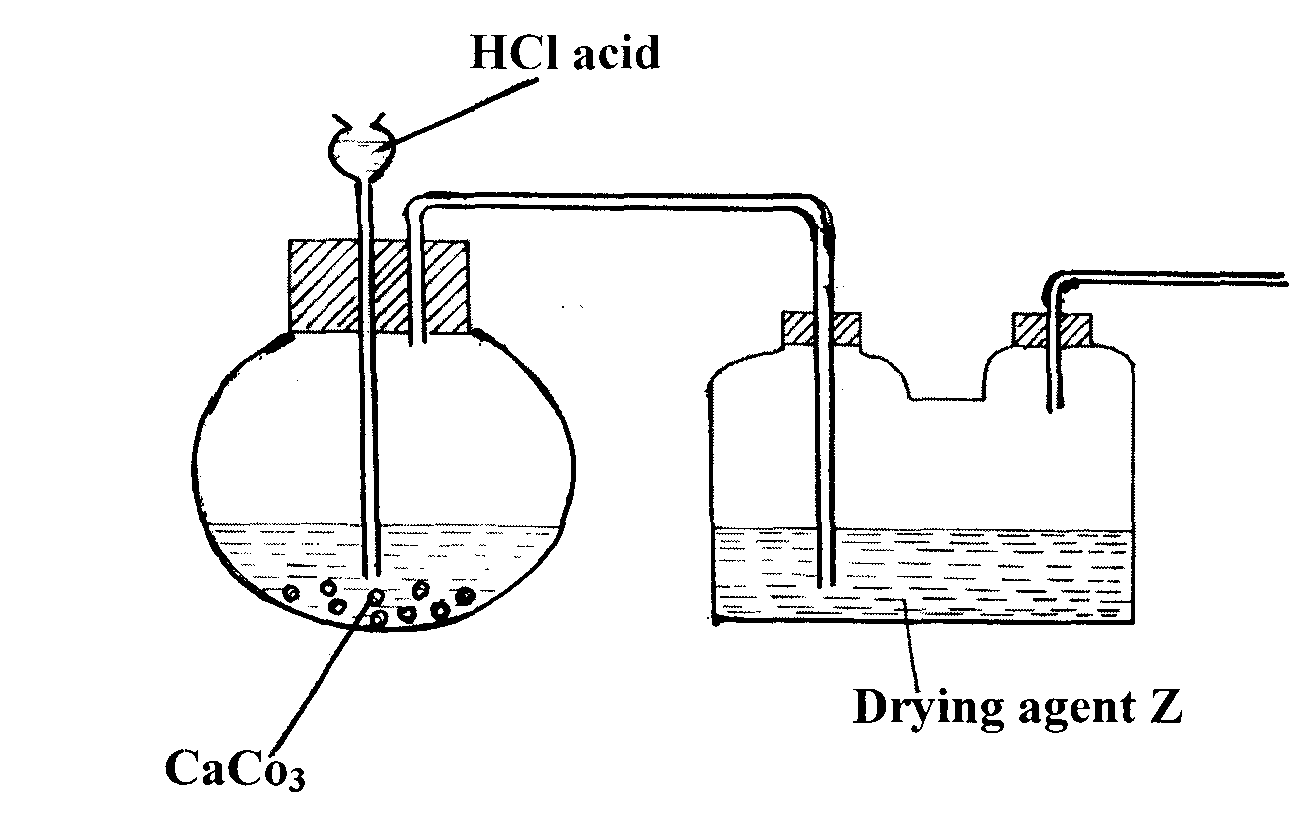 HCl acid
Drying agent Z
CaCo₃